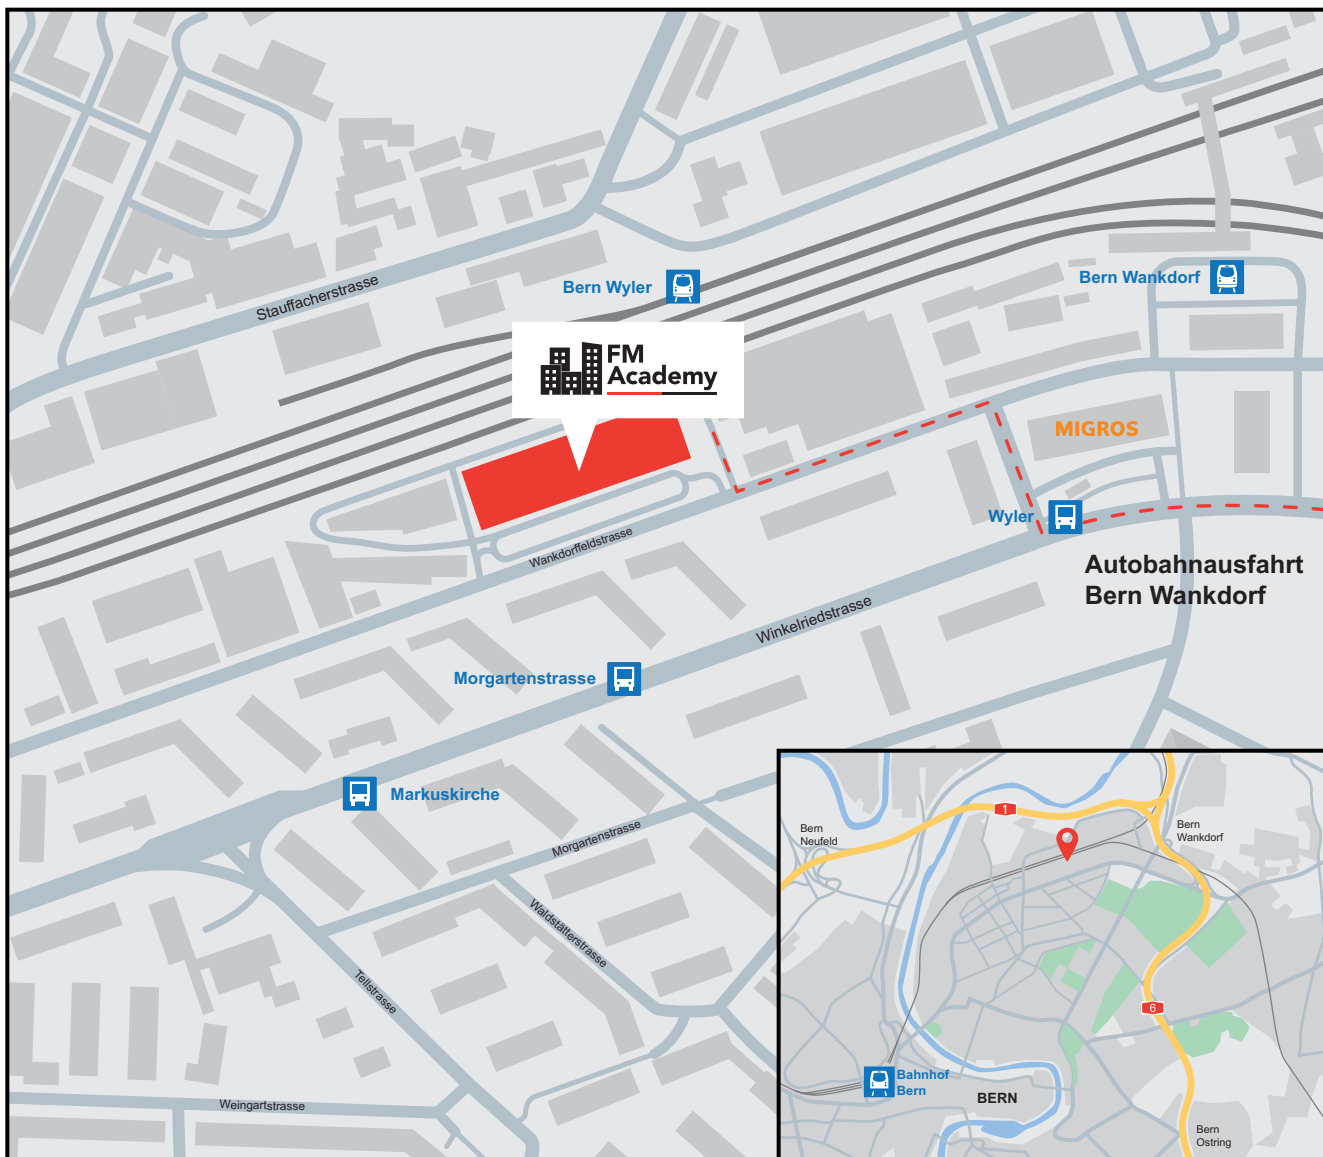 Stauffacherstrasse
Bern Wyler
Bern Wankdorf
FM
Academy
MIGROS
Wyler
Wankdorffeldstrasse
Autobahnausfahrt
Bern Wankdorf
Winkelriedstrasse
Morgartenstrasse
Markuskirche
Morgartenstrasse
Waldstätterstrasse
Tellstrasse
Weingartstrasse
1
Bern
Neufeld
Bern
Wankdorf
6
Bahnhof
Bern
BERN
Bern
Ostring